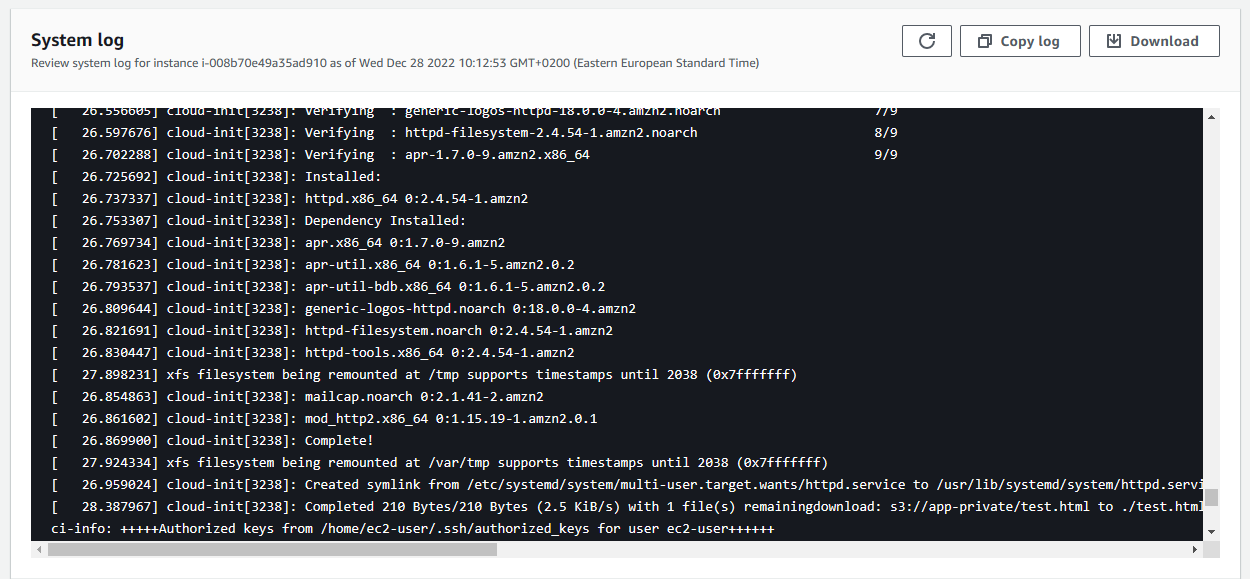 System log
Copy log
Download
Review system log for instance i-008b70e49a35ad910 as of Wed Dec 28 2022 10:12:53 GMT+0200 (Eastern European Standard Time)
[   26.556605] cloud-init[3238]: Verifying  : generic-logos-httpd-18.0.0-4.amzn2.noarch                    7/9
[   26.597676] cloud-init[3238]: Verifying  : httpd-filesystem-2.4.54-1.amzn2.noarch                       8/9
[   26.702288] cloud-init[3238]: Verifying  : apr-1.7.0-9.amzn2.x86_64                                     9/9
[   26.725692] cloud-init[3238]: Installed:
[   26.737337] cloud-init[3238]: httpd.x86_64 0:2.4.54-1.amzn2
[   26.753307] cloud-init[3238]: Dependency Installed:
[   26.769734] cloud-init[3238]: apr.x86_64 0:1.7.0-9.amzn2
[   26.781623] cloud-init[3238]: apr-util.x86_64 0:1.6.1-5.amzn2.0.2
[   26.793537] cloud-init[3238]: apr-util-bdb.x86_64 0:1.6.1-5.amzn2.0.2
[   26.809644] cloud-init[3238]: generic-logos-httpd.noarch 0:18.0.0-4.amzn2
[   26.821691] cloud-init[3238]: httpd-filesystem.noarch 0:2.4.54-1.amzn2
[   26.830447] cloud-init[3238]: httpd-tools.x86_64 0:2.4.54-1.amzn2
[   27.898231] xfs filesystem being remounted at /tmp supports timestamps until 2038 (0x7fffffff)
[   26.854863] cloud-init[3238]: mailcap.noarch 0:2.1.41-2.amzn2
[   26.861602] cloud-init[3238]: mod_http2.x86_64 0:1.15.19-1.amzn2.0.1
[   26.869900] cloud-init[3238]: Complete!
[   27.924334] xfs filesystem being remounted at /var/tmp supports timestamps until 2038 (0x7fffffff)
[   26.959024] cloud-init[3238]: Created symlink from /etc/systemd/system/multi-user.target.wants/httpd.service to /usr/lib/systemd/system/httpd.servi
[   28.387967] cloud-init[3238]: Completed 210 Bytes/210 Bytes (2.5 KiB/s) with 1 file(s) remainingdownload: s3://app-private/test.html to ./test.html
ci-info: +++++Authorized keys from /home/ec2-user/.ssh/authorized_keys for user ec2-user++++++